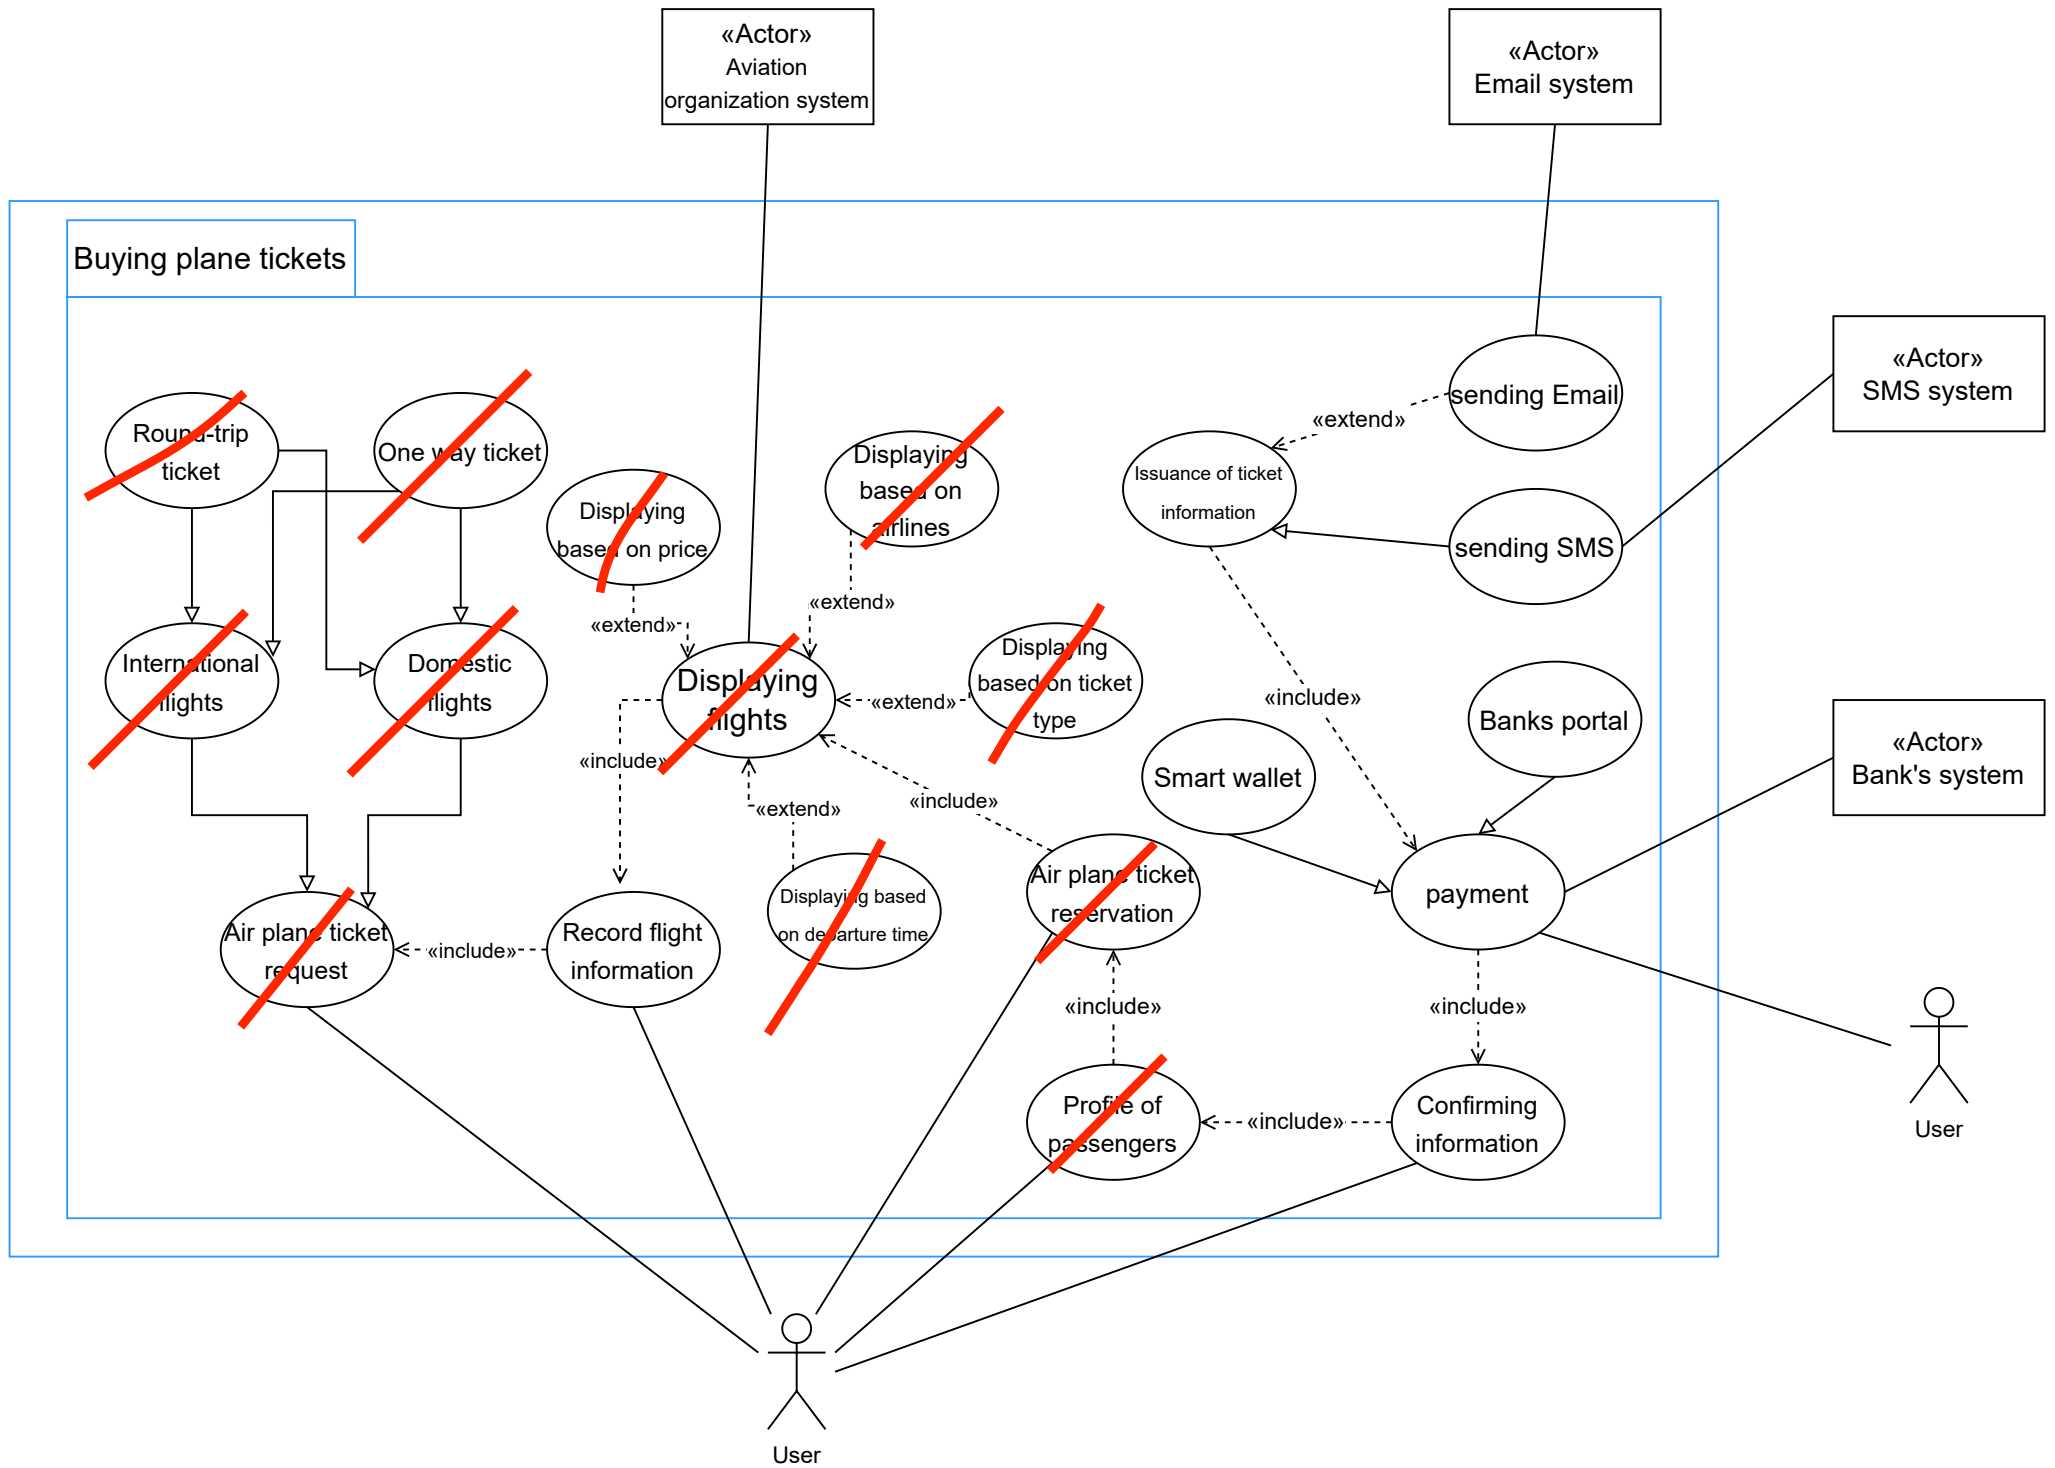 «Actor»
Aviation
organization system
«Actor»
Email system
Buying plane tickets
«Actor»
SMS system
Round-trip
ticket
One way ticket
Displaying
based on price
Displaying
based on
airlines
sending Email
«extend»
Issuance of ticket
information
sending SMS
«extend»
«extend»
International
flights
Domestic
flights
Displaying
flights
«extend»
Displaying
based on ticket
type
«include»
Banks portal
Smart wallet
«Actor»
Bank's system
«include»
«extend»
«include»
Air plane ticket
request
«include»
Record flight
information
Displaying based
on departure time
Air plane ticket
reservation
payment
«include»
«include»
Profile of
passengers
«include»
Confirming
information
User
User